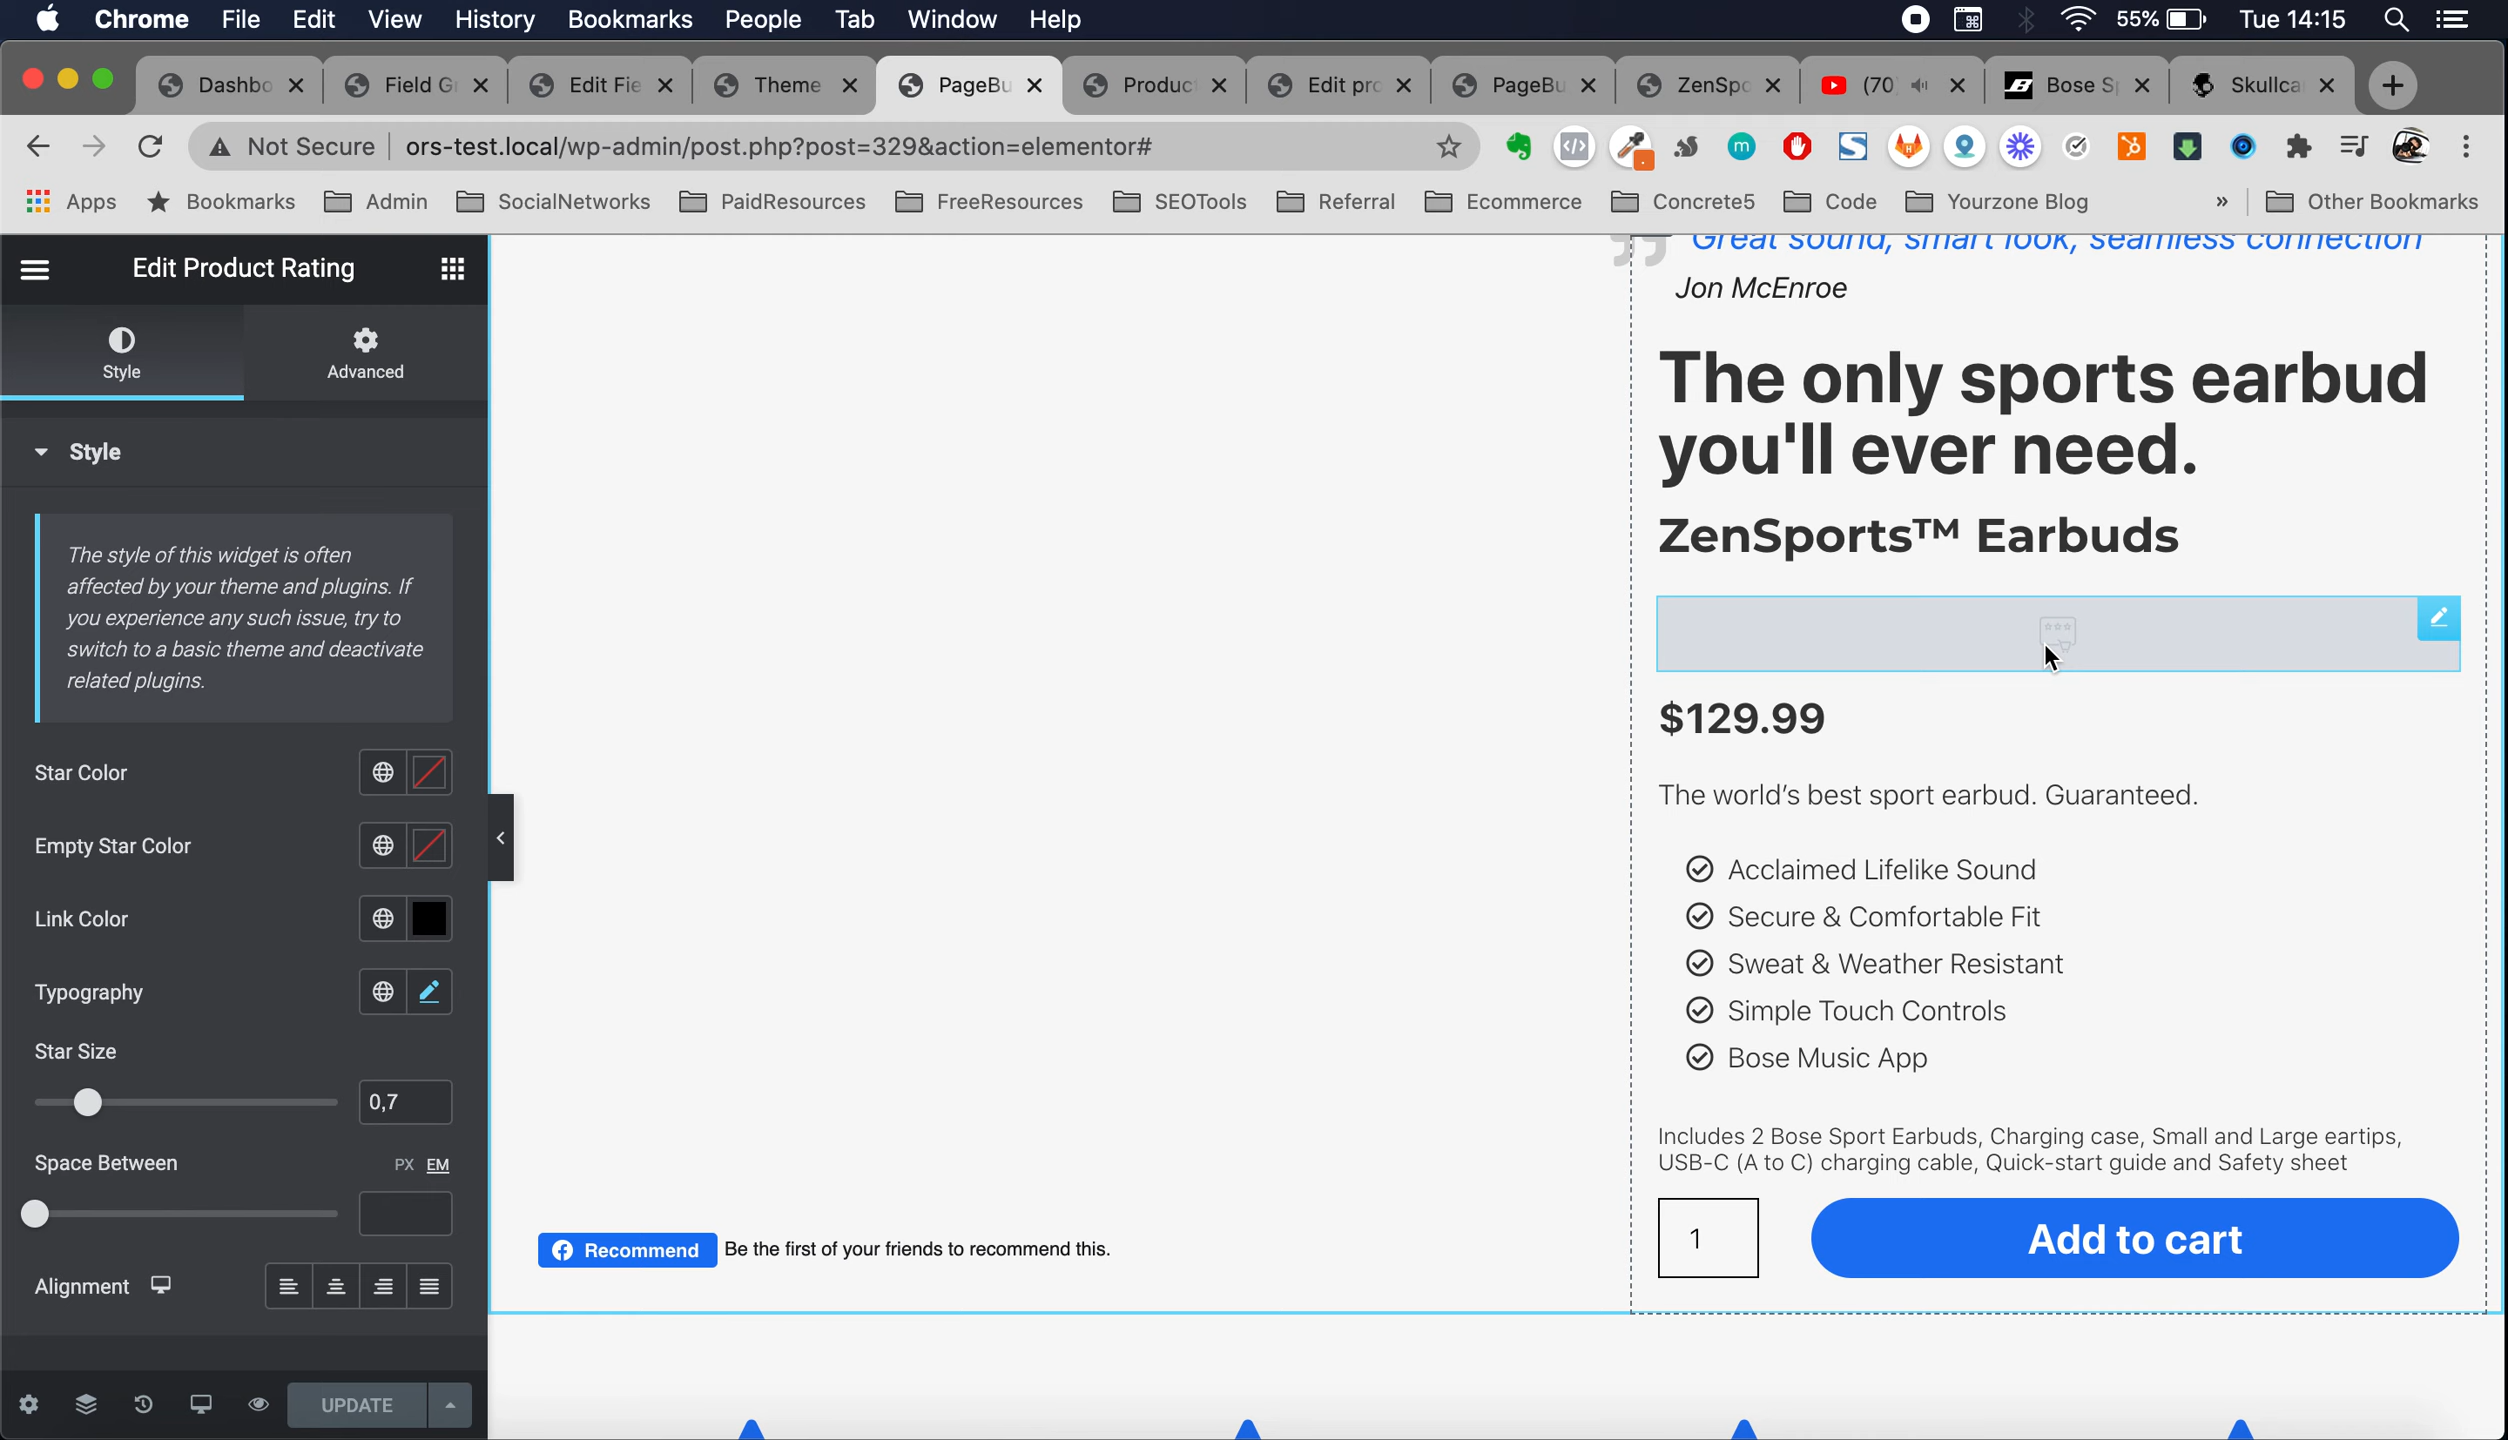 Chrome File Edit View History Bookmarks People Tab Window Help 55% Tue 14:15
Dashbo Field G Edit Fie Theme PageBu Produc Edit pro PageBu ZenSpo (70 Bose Sp Skullca
Not Secure ors-test.local/wp-admin/post.php?post=329&action=elementor#
Apps Bookmarks Admin SocialNetworks PaidResources FreeResources SEOTools Referral Ecommerce Concrete5 Code Yourzone Blog » Other Bookmarks
Edit Product Rating
Style Advanced
Style
The style of this widget is often
affected by your theme and plugins. If
you experience any such issue, try to
switch to a basic theme and deactivate
related plugins.
Star Color
Empty Star Color
Link Color
Typography
Star Size
0,7
Space Between PX EM
Alignment
UPDATE
Great sound, smart look, seamless connection
Jon McEnroe
The only sports earbud
you'll ever need.
ZenSports™ Earbuds
$129.99
The world's best sport earbud. Guaranteed.
Acclaimed Lifelike Sound
Secure & Comfortable Fit
Sweat & Weather Resistant
Simple Touch Controls
Bose Music App
Includes 2 Bose Sport Earbuds, Charging case, Small and Large eartips,
USB-C (A to C) charging cable, Quick-start guide and Safety sheet
1 Add to cart
Recommend Be the first of your friends to recommend this.